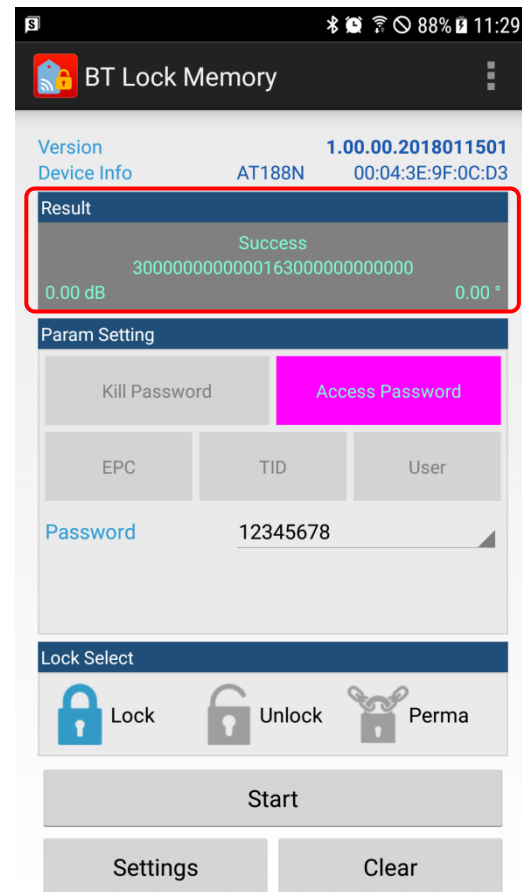 S 88% 11:29
BT Lock Memory
Version 1.00.00.2018011501
Device Info AT188N 00:04:3E:9F:0C:D3
Result
Success
3000000000000163000000000000
0.00 dB 0.00 °
Param Setting
Kill Password Access Password
EPC TID User
Password 12345678
Lock Select
Lock Unlock Perma
Start
Settings Clear